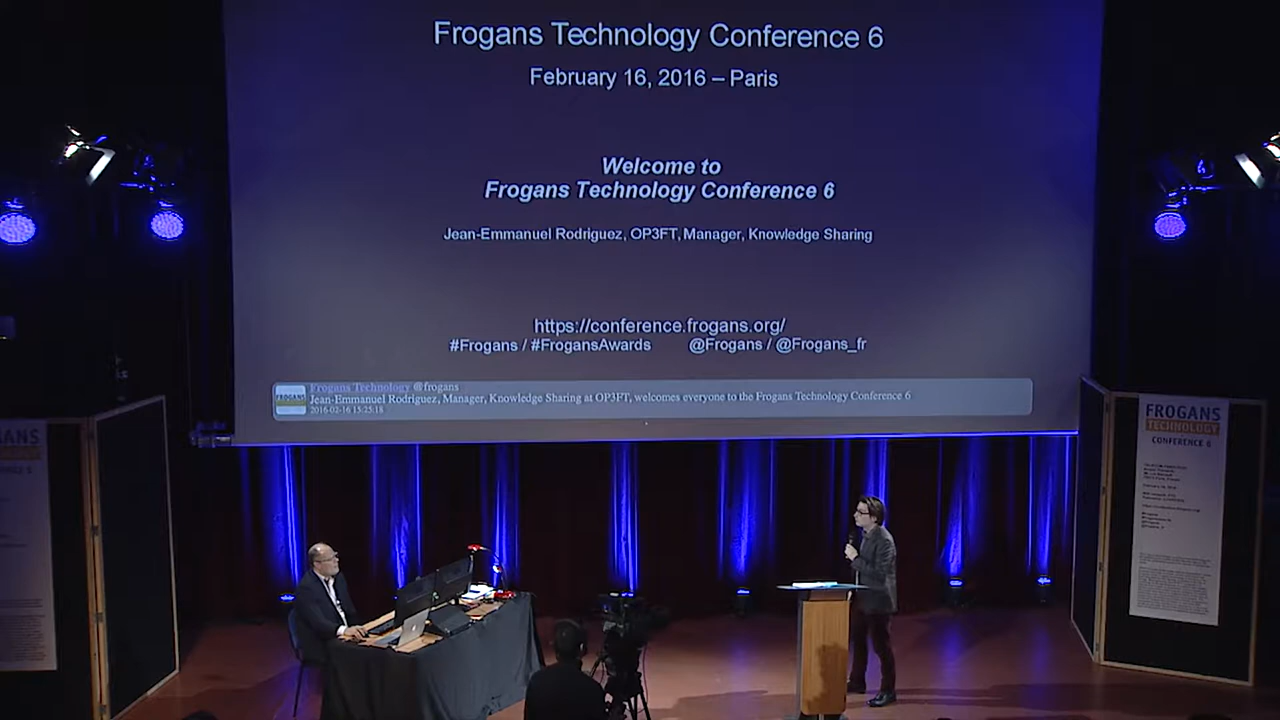 Frogans Technology Conference 6
February 16, 2016 – Paris
Welcome to
Frogans Technology Conference 6
Jean-Emmanuel Rodriguez, OP3FT, Manager, Knowledge Sharing
https://conference.frogans.org/
#Frogans / #FrogansAwards @Frogans / @Frogans_fr
Frogans Technology @frogans
Jean-Emmanuel Rodriguez, Manager, Knowledge Sharing at OP3FT, welcomes everyone to the Frogans Technology Conference 6
2016-02-16 15:25:18
FROGANS
FROGANS
TECHNOLOGY
CONFERENCE 6